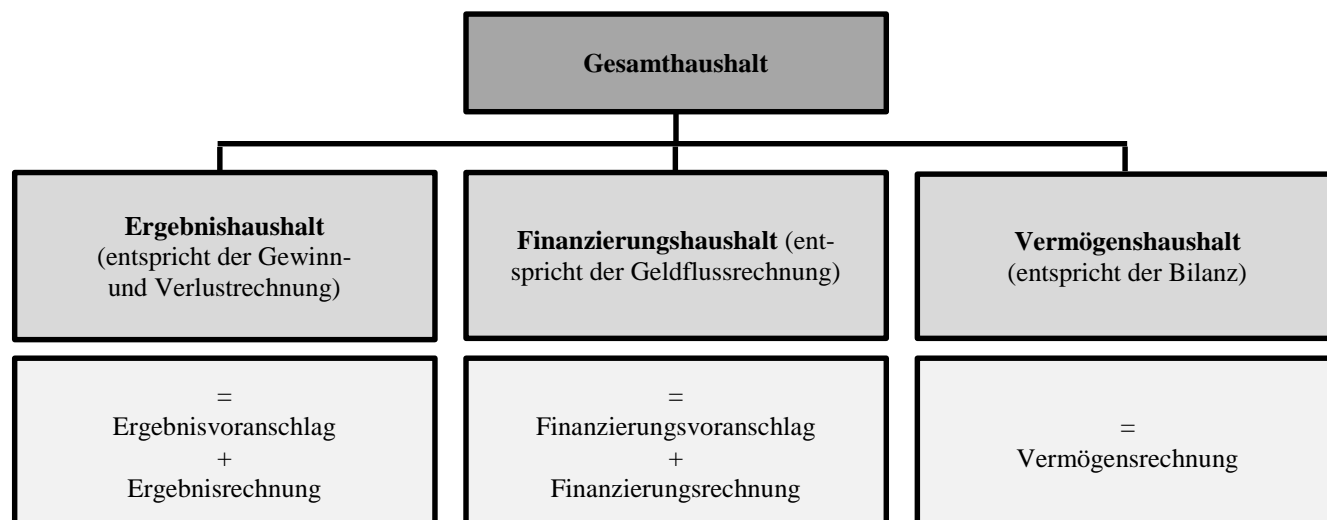 Gesamthaushalt
Ergebnishaushalt
(entspricht der Gewinn-
und Verlustrechnung)
Finanzierungshaushalt (ent-
spricht der Geldflussrechnung)
Vermögenshaushalt
(entspricht der Bilanz)
=
Ergebnisvoranschlag
+
Ergebnisrechnung
=
Finanzierungsvoranschlag
+
Finanzierungsrechnung
=
Vermögensrechnung